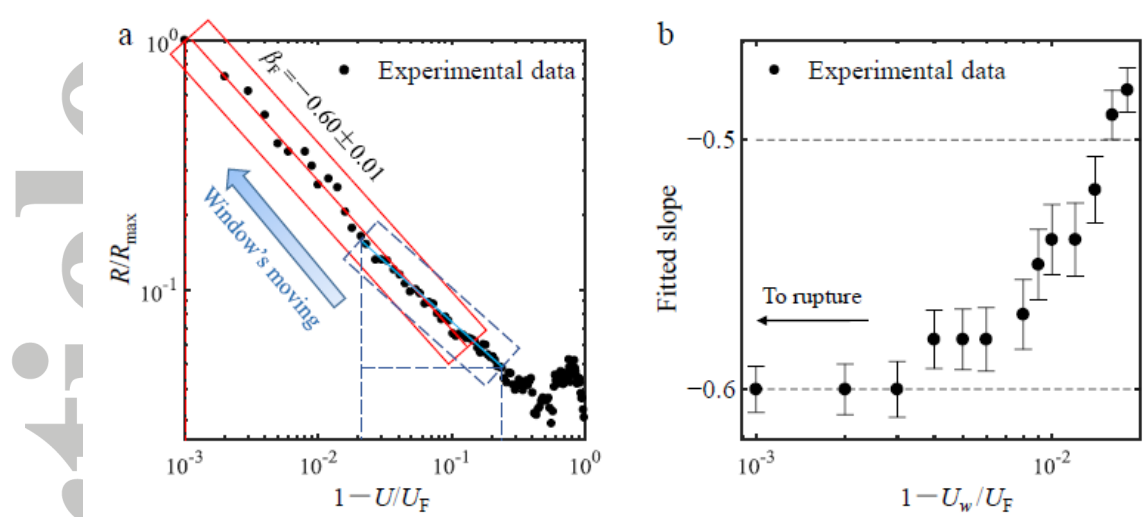 a
Experimental data
β_F=−0.60±0.01
Window's moving
R/R_max
10^0
10^-1
10^-3
10^-2
10^-1
10^0
1−U/U_F
b
Experimental data
To rupture
Fitted slope
−0.5
−0.6
10^-3
10^-2
1−U_w/U_F